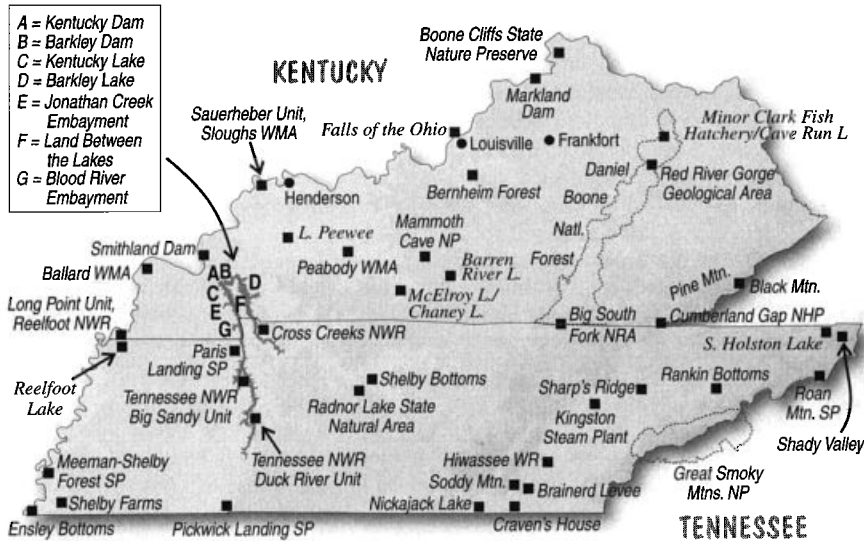 A = Kentucky Dam
B = Barkley Dam
C = Kentucky Lake
D = Barkley Lake
E = Jonathan Creek
Embayment
F = Land Between
the Lakes
G = Blood River
Embayment
KENTUCKY
Boone Cliffs State
Nature Preserve
Markland
Dam
Sauerheber Unit,
Sloughs WMA
Falls of the Ohio
Louisville
Frankfort
Minor Clark Fish
Hatchery/Cave Run L
Henderson
Bernheim Forest
Daniel
Boone
Natl.
Forest
Red River Gorge
Geological Area
L. Peewee
Mammoth
Cave NP
Smithland Dam
Peabody WMA
Barren
River L.
Ballard WMA
A B
D
C
F
E
G
McElroy L./
Chaney L.
Pine Mtn.
Black Mtn.
Long Point Unit,
Reelfoot NWR
Cross Creeks NWR
Big South
Fork NRA
Cumberland Gap NHP
S. Holston Lake
Paris
Landing SP
Reelfoot
Lake
Shelby Bottoms
Sharp's Ridge
Rankin Bottoms
Roan
Mtn. SP
Tennessee NWR
Big Sandy Unit
Radnor Lake State
Natural Area
Kingston
Steam Plant
Shady Valley
Meeman-Shelby
Forest SP
Tennessee NWR
Duck River Unit
Hiwassee WR
Great Smoky
Mtns. NP
Soddy Mtn.
Brainerd Levee
Shelby Farms
Nickajack Lake
Ensley Bottoms
Pickwick Landing SP
Craven's House
TENNESSEE